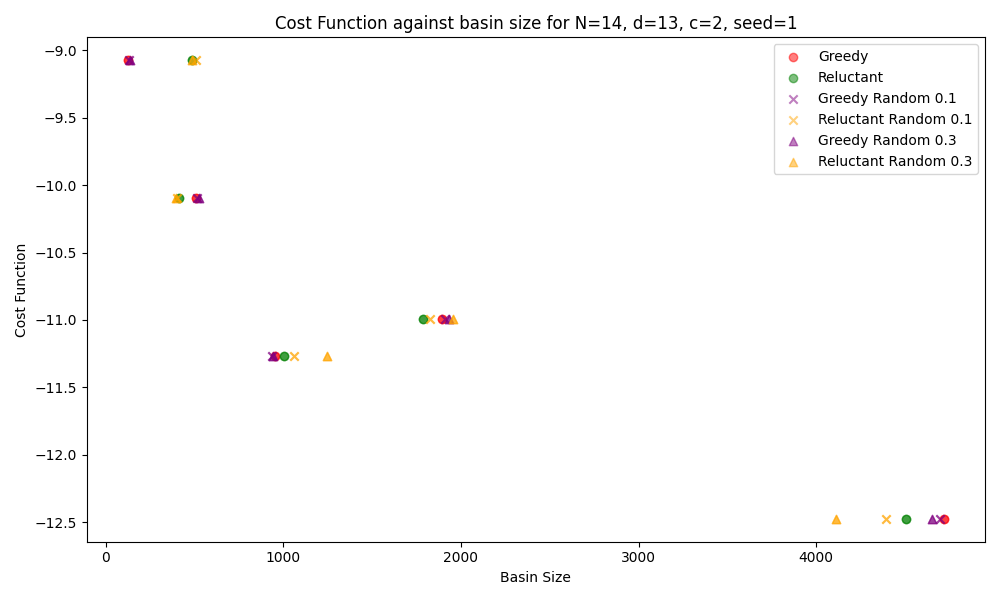 Cost Function against basin size for N=14, d=13, c=2, seed=1
Greedy
Reluctant
Greedy Random 0.1
Reluctant Random 0.1
Greedy Random 0.3
Reluctant Random 0.3
−9.0
−9.5
−10.0
−10.5
−11.0
−11.5
−12.0
−12.5
Cost Function
0 1000 2000 3000 4000
Basin Size